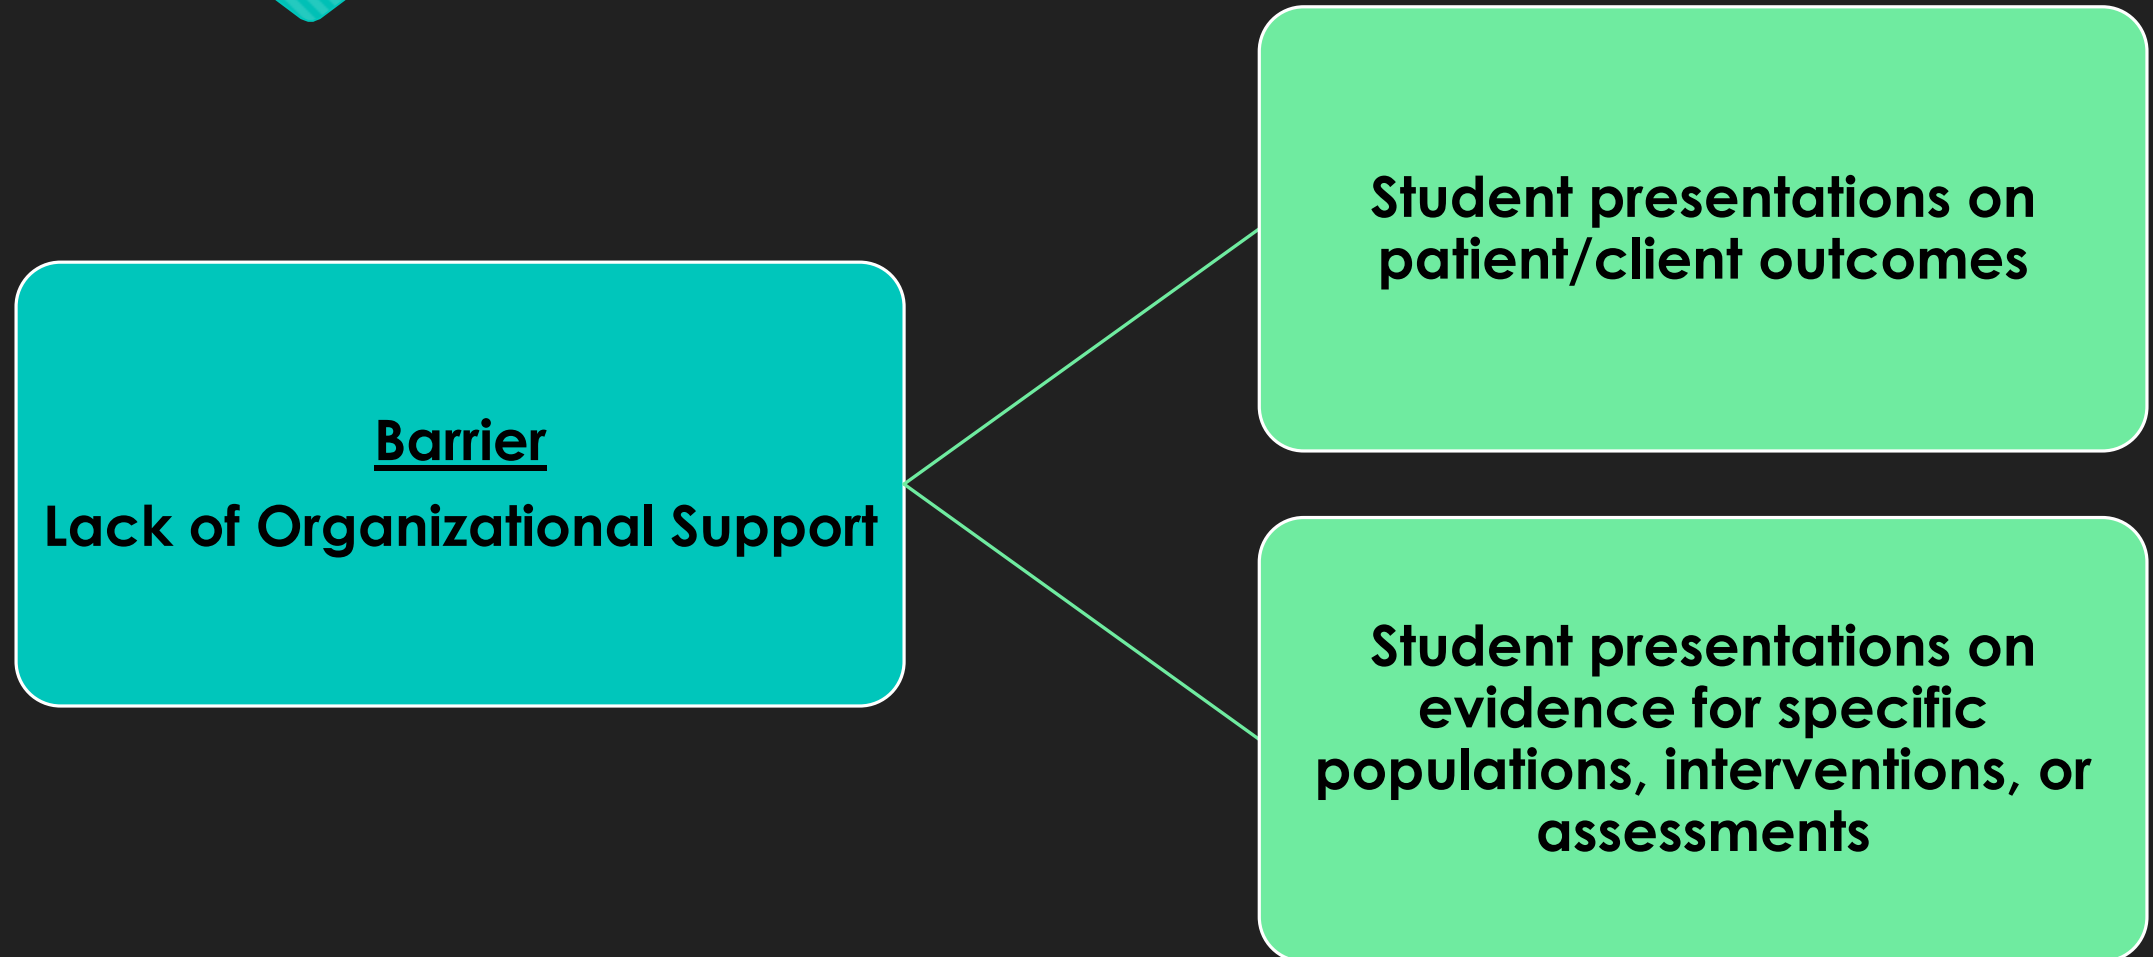 Barrier
Lack of Organizational Support
Student presentations on
patient/client outcomes
Student presentations on
evidence for specific
populations, interventions, or
assessments